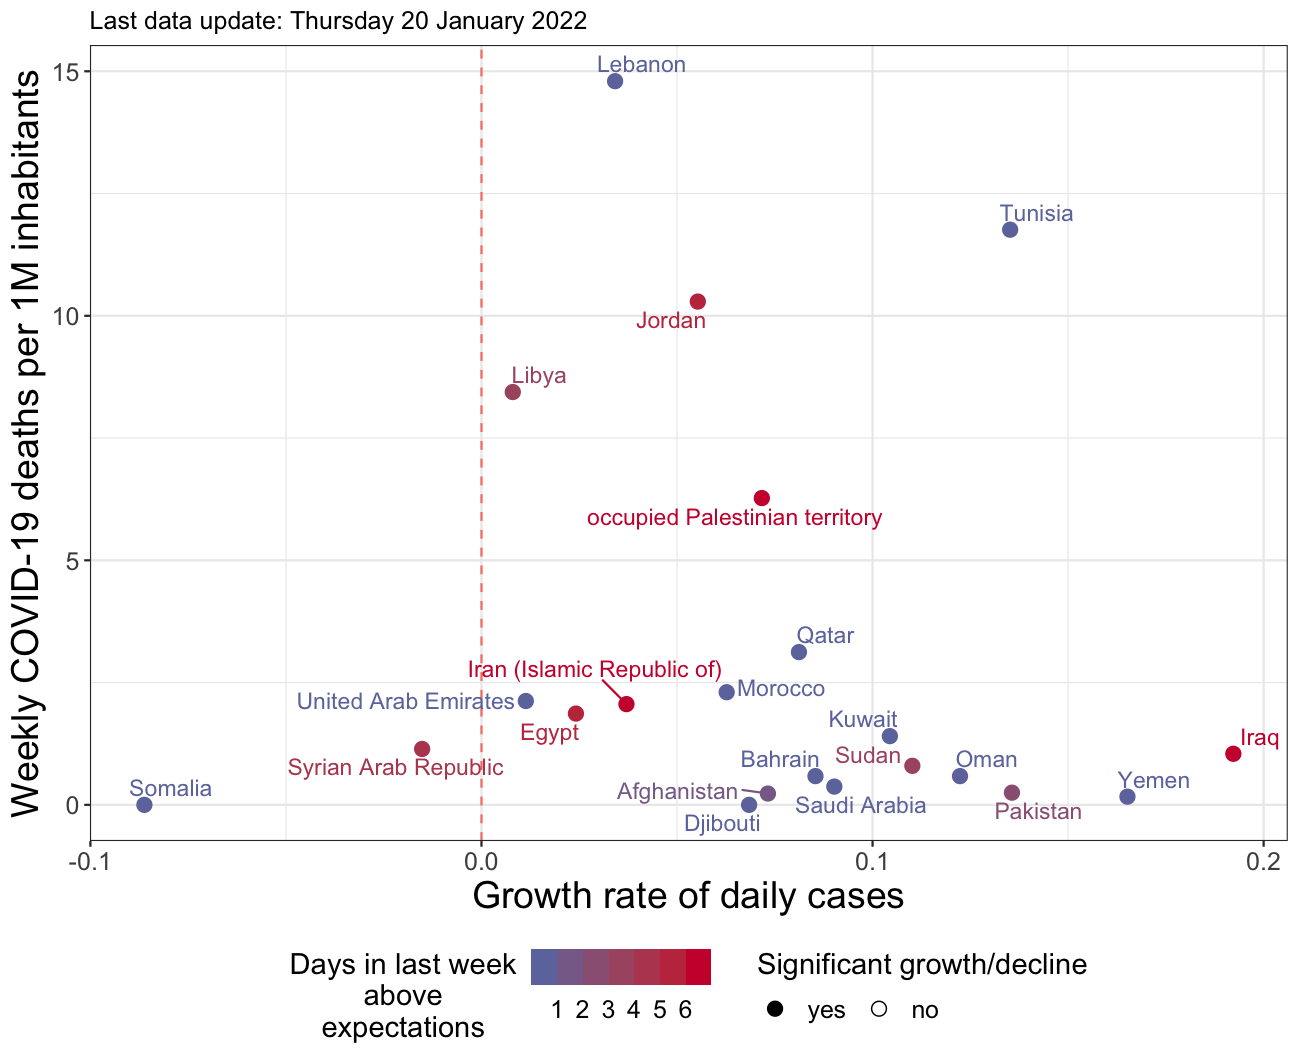 Last data update: Thursday 20 January 2022
Weekly COVID-19 deaths per 1M inhabitants
15
10
5
0
Lebanon
Tunisia
Jordan
Libya
occupied Palestinian territory
Qatar
Iran (Islamic Republic of)
Morocco
United Arab Emirates
Kuwait
Egypt
Iraq
Sudan
Bahrain
Oman
Syrian Arab Republic
Yemen
Somalia
Afghanistan
Saudi Arabia
Pakistan
Djibouti
-0.1 0.0 0.1 0.2
Growth rate of daily cases
Days in last week
above
expectations
1 2 3 4 5 6
Significant growth/decline
yes no